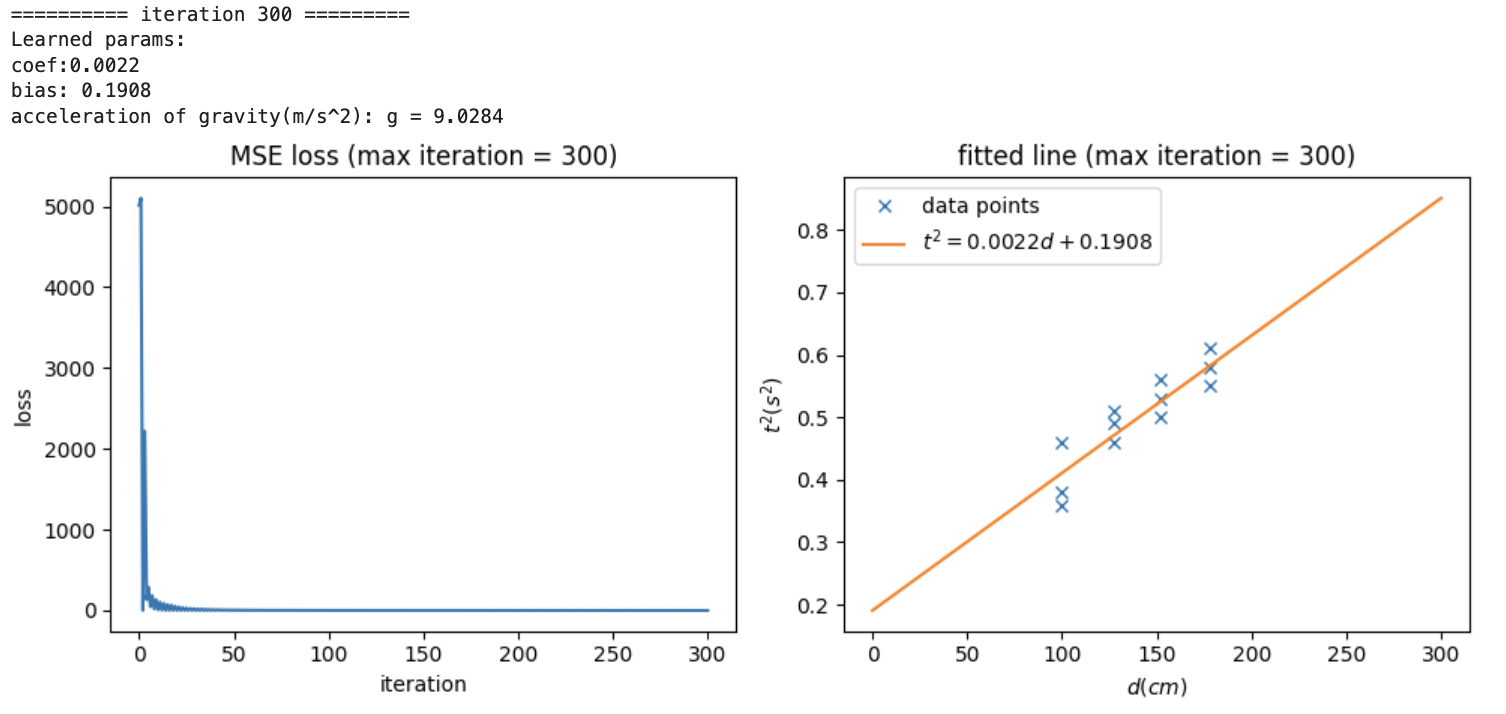 ========== iteration 300 =========
Learned params:
coef:0.0022
bias: 0.1908
acceleration of gravity(m/s^2): g = 9.0284
MSE loss (max iteration = 300)
5000
4000
3000
2000
1000
0
loss
0 50 100 150 200 250 300
iteration
fitted line (max iteration = 300)
data points
t² = 0.0022d + 0.1908
0.8
0.7
0.6
0.5
0.4
0.3
0.2
t²(s²)
0 50 100 150 200 250 300
d(cm)